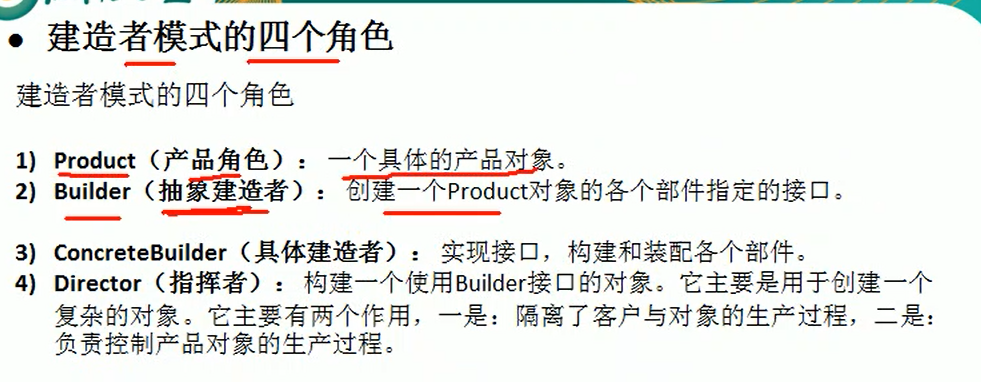 ● 建造者模式的四个角色
建造者模式的四个角色
1) Product（产品角色）： 一个具体的产品对象。
2) Builder（抽象建造者）： 创建一个Product对象的各个部件指定的接口。
3) ConcreteBuilder（具体建造者）： 实现接口，构建和装配各个部件。
4) Director（指挥者）： 构建一个使用Builder接口的对象。它主要是用于创建一个
复杂的对象。它主要有两个作用，一是：隔离了客户与对象的生产过程，二是：
负责控制产品对象的生产过程。